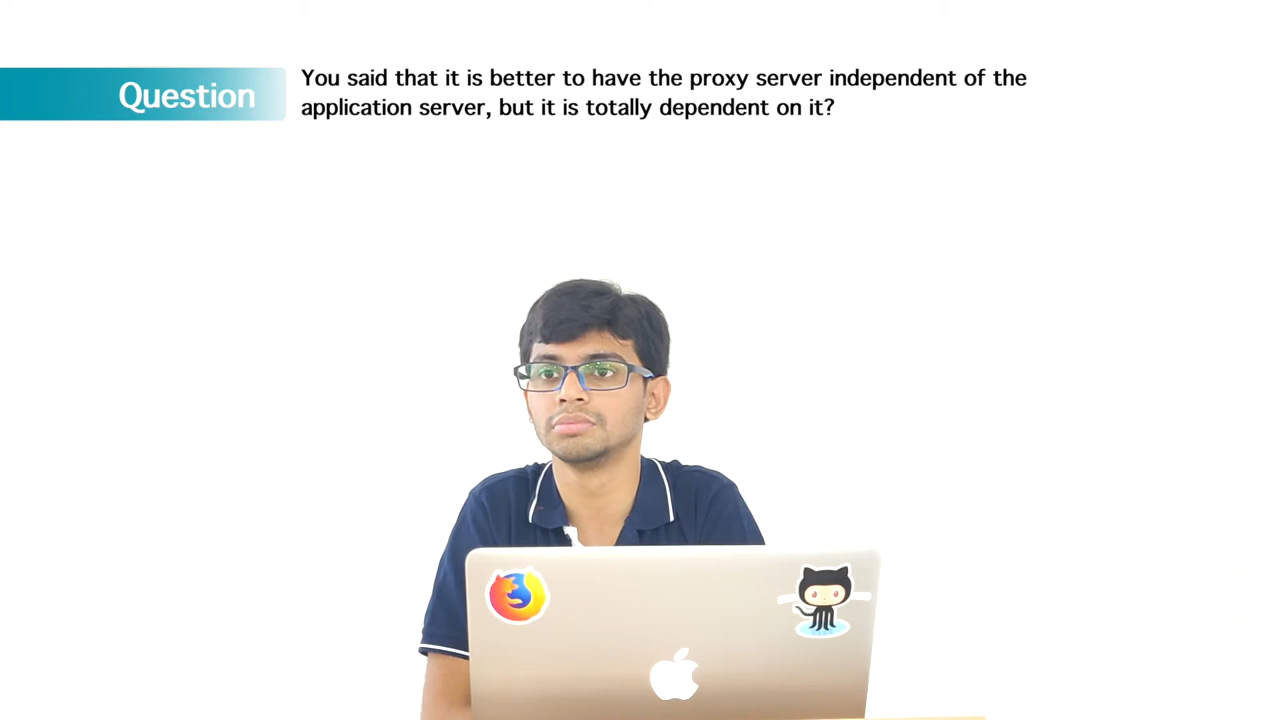 Question
You said that it is better to have the proxy server independent of the
application server, but it is totally dependent on it?